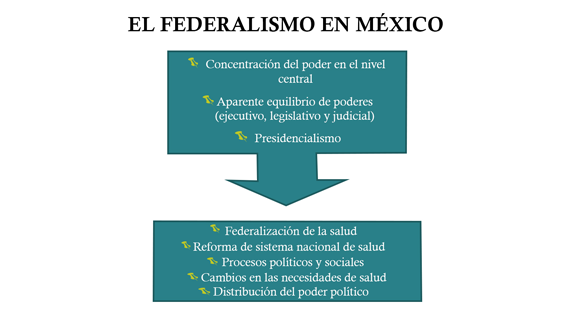 EL FEDERALISMO EN MÉXICO
Concentración del poder en el nivel
central
Aparente equilibrio de poderes
(ejecutivo, legislativo y judicial)
Presidencialismo
Federalización de la salud
Reforma de sistema nacional de salud
Procesos políticos y sociales
Cambios en las necesidades de salud
Distribución del poder político